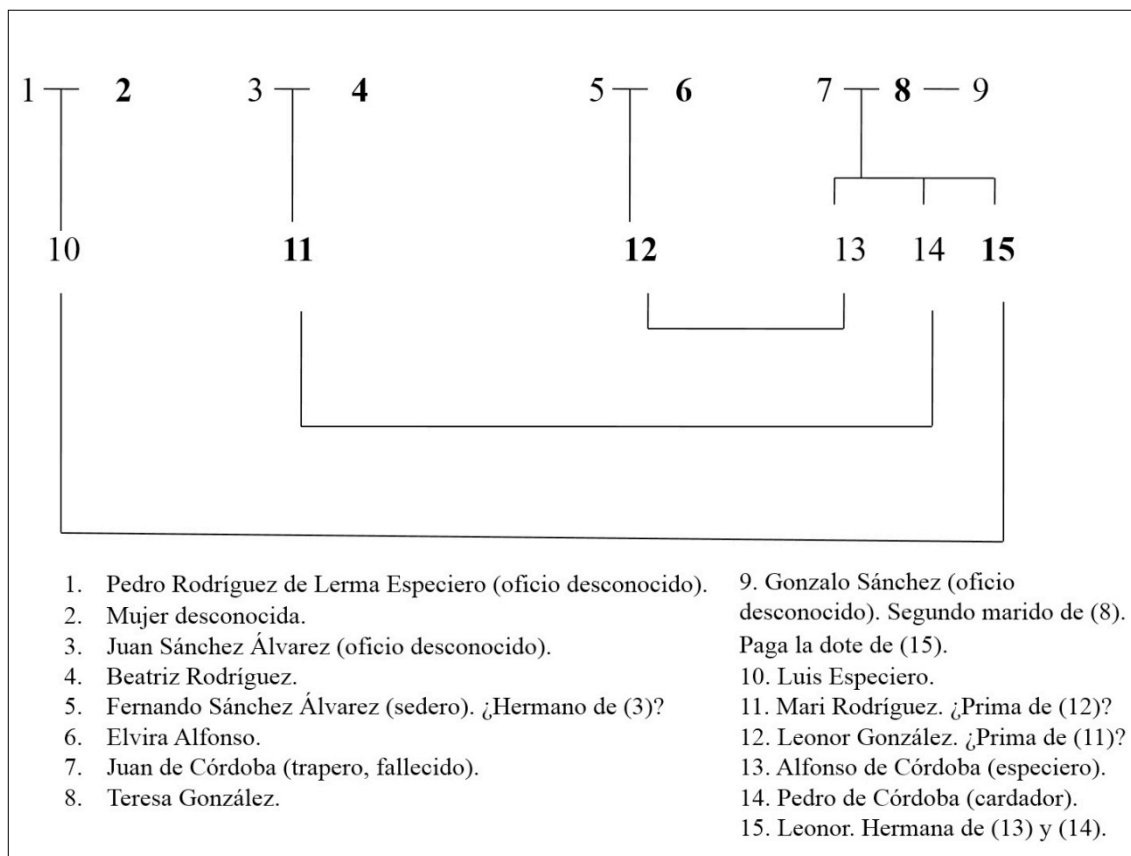 1 2 3 4 5 6 7 8 9
10 11 12 13 14 15
1. Pedro Rodríguez de Lerma Especiero (oficio desconocido).
2. Mujer desconocida.
3. Juan Sánchez Álvarez (oficio desconocido).
4. Beatriz Rodríguez.
5. Fernando Sánchez Álvarez (sedero). ¿Hermano de (3)?
6. Elvira Alfonso.
7. Juan de Córdoba (trapero, fallecido).
8. Teresa González.
9. Gonzalo Sánchez (oficio
desconocido). Segundo marido de (8).
Paga la dote de (15).
10. Luis Especiero.
11. Mari Rodríguez. ¿Prima de (12)?
12. Leonor González. ¿Prima de (11)?
13. Alfonso de Córdoba (especiero).
14. Pedro de Córdoba (cardador).
15. Leonor. Hermana de (13) y (14).